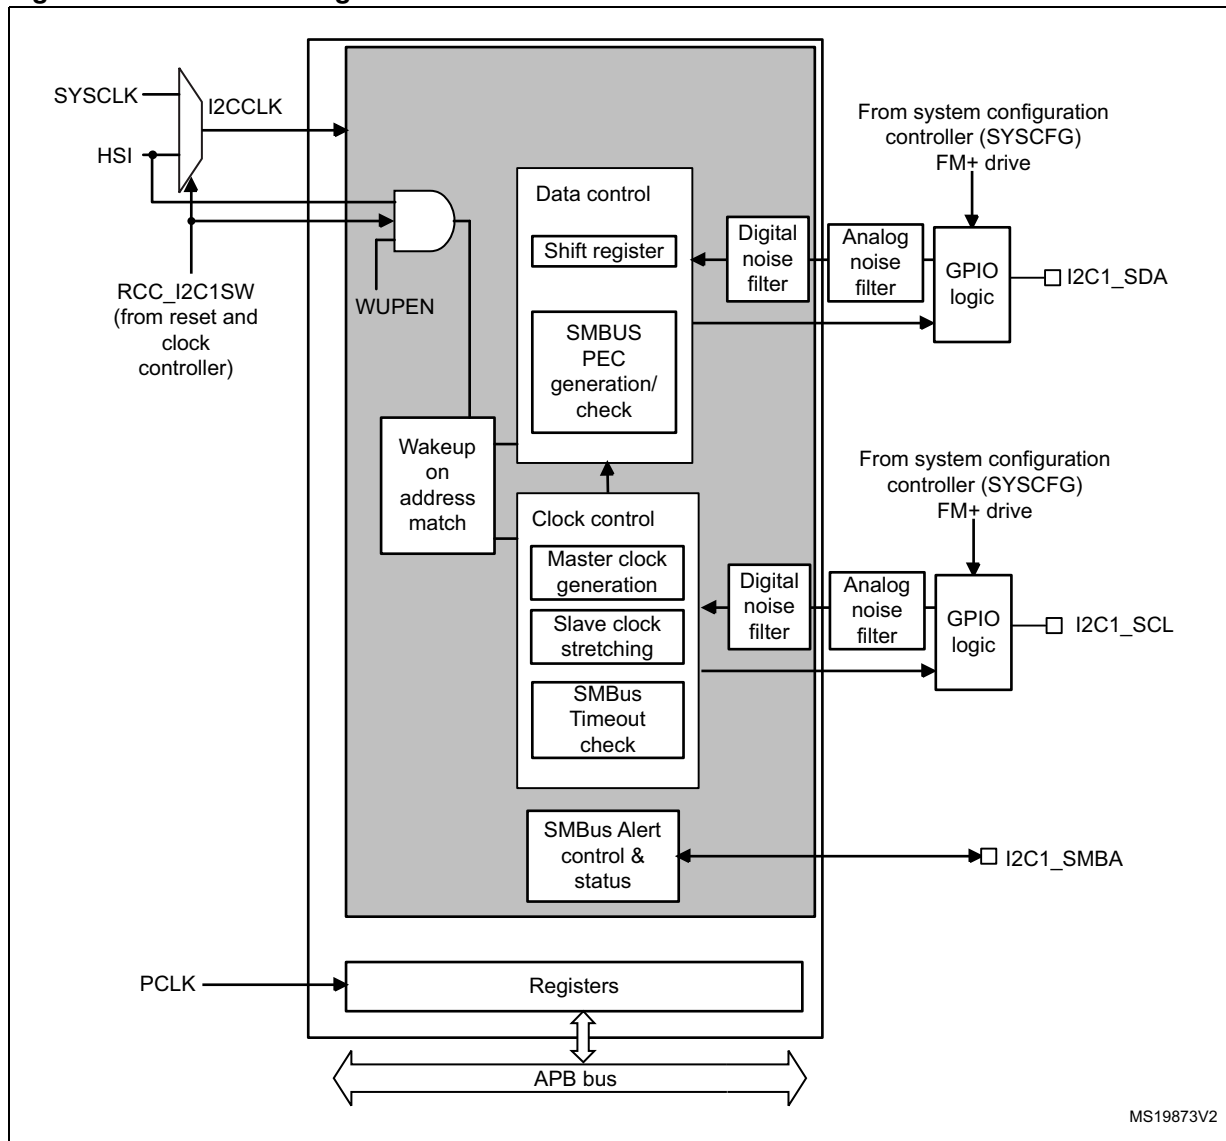 SYSCLK
I2CCLK
HSI
RCC_I2C1SW
(from reset and
clock
controller)
WUPEN
Data control
Shift register
SMBUS
PEC
generation/
check
Wakeup
on
address
match
Clock control
Master clock
generation
Slave clock
stretching
SMBus
Timeout
check
SMBus Alert
control &
status
From system configuration
controller (SYSCFG)
FM+ drive
Digital
noise
filter
Analog
noise
filter
GPIO
logic
I2C1_SDA
From system configuration
controller (SYSCFG)
FM+ drive
Digital
noise
filter
Analog
noise
filter
GPIO
logic
I2C1_SCL
I2C1_SMBA
PCLK
Registers
APB bus
MS19873V2